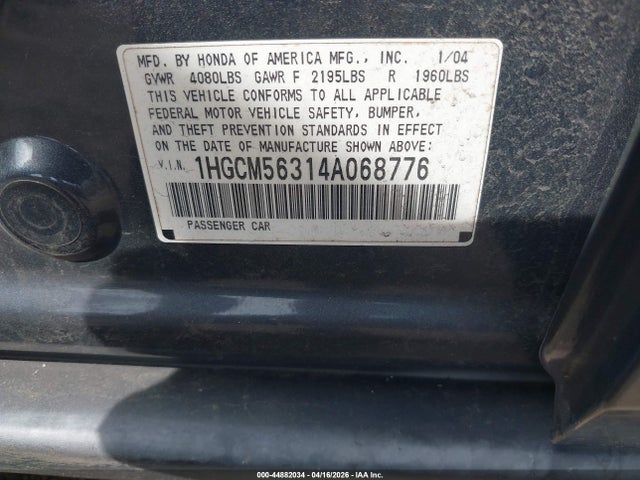 MFD. BY HONDA OF AMERICA MFG., INC. 1/04
GVWR 4080LBS GAWR F 2195LBS R 1960LBS
THIS VEHICLE CONFORMS TO ALL APPLICABLE
FEDERAL MOTOR VEHICLE SAFETY, BUMPER,
AND THEFT PREVENTION STANDARDS IN EFFECT
ON THE DATE OF MANUFACTURE SHOWN ABOVE:
V.I.N. 1HGCM56314A068776
PASSENGER CAR
000-44882034 - 04/16/2026 - IAA Inc.